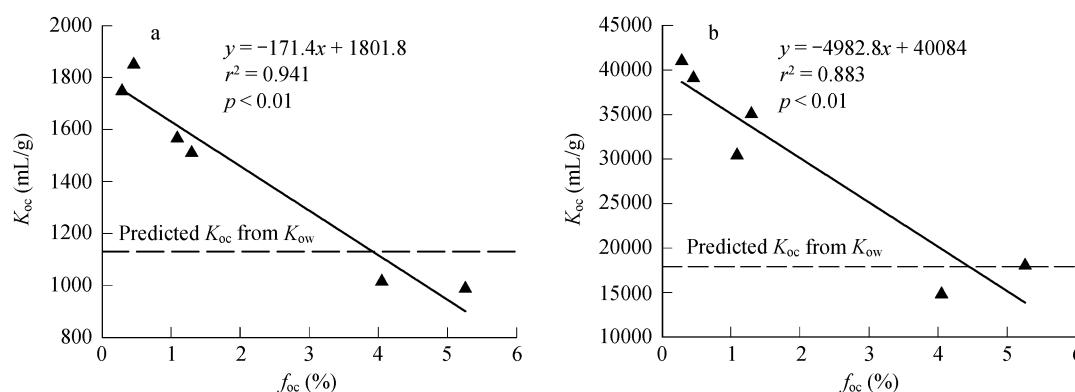 a
y = −171.4x + 1801.8
r² = 0.941
p < 0.01
2000
1800
1600
1400
1200
1000
800
Koc (mL/g)
Predicted Koc from Kow
0 1 2 3 4 5 6
foc (%)
b
y = −4982.8x + 40084
r² = 0.883
p < 0.01
45000
40000
35000
30000
25000
20000
15000
10000
Koc (mL/g)
Predicted Koc from Kow
0 1 2 3 4 5 6
foc (%)